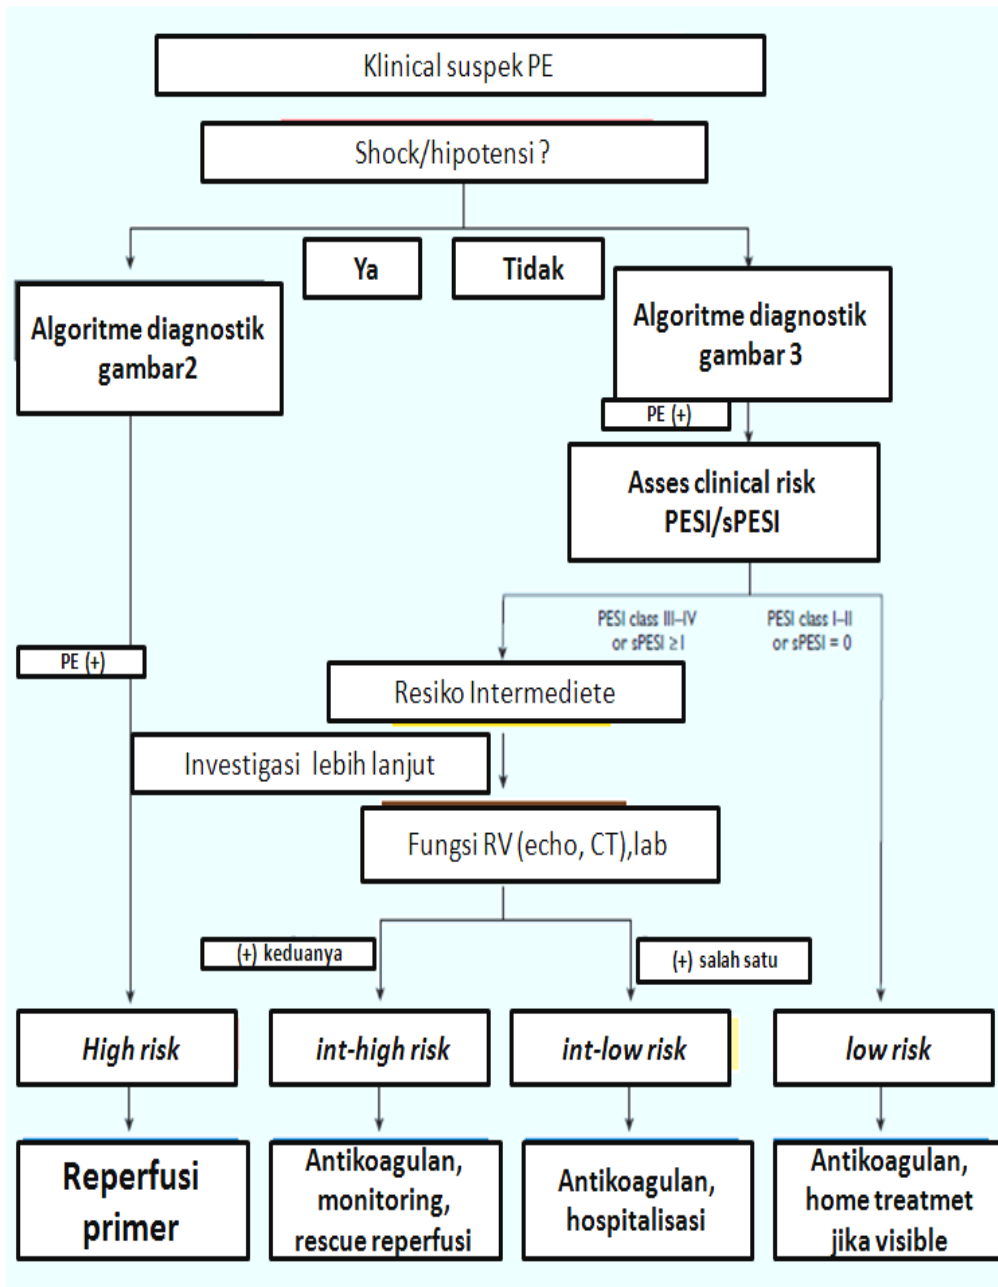 Klinical suspek PE
Shock/hipotensi ?
Ya
Tidak
Algoritme diagnostik
gambar2
Algoritme diagnostik
gambar 3
PE (+)
Asses clinical risk
PESI/sPESI
PESI class III–IV
or sPESI ≥ I
PESI class I–II
or sPESI = 0
PE (+)
Resiko Intermediete
Investigasi lebih lanjut
Fungsi RV (echo, CT),lab
(+) keduanya
(+) salah satu
High risk
int-high risk
int-low risk
low risk
Reperfusi
primer
Antikoagulan,
monitoring,
rescue reperfusi
Antikoagulan,
hospitalisasi
Antikoagulan,
home treatmet
jika visible